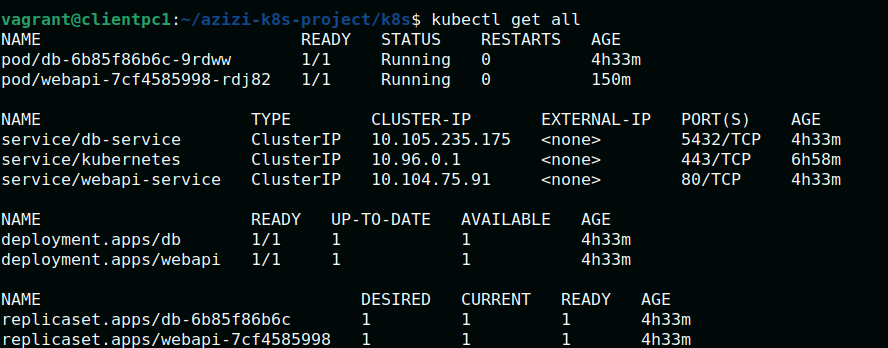 vagrant@clientpc1:~/azizi-k8s-project/k8s$ kubectl get all
NAME                          READY   STATUS    RESTARTS   AGE
pod/db-6b85f86b6c-9rdww       1/1     Running   0          4h33m
pod/webapi-7cf4585998-rdj82   1/1     Running   0          150m

NAME                     TYPE        CLUSTER-IP       EXTERNAL-IP   PORT(S)    AGE
service/db-service       ClusterIP   10.105.235.175   <none>        5432/TCP   4h33m
service/kubernetes       ClusterIP   10.96.0.1        <none>        443/TCP    6h58m
service/webapi-service   ClusterIP   10.104.75.91     <none>        80/TCP     4h33m

NAME                     READY   UP-TO-DATE   AVAILABLE   AGE
deployment.apps/db       1/1     1            1           4h33m
deployment.apps/webapi   1/1     1            1           4h33m

NAME                                DESIRED   CURRENT   READY   AGE
replicaset.apps/db-6b85f86b6c       1         1         1       4h33m
replicaset.apps/webapi-7cf4585998   1         1         1       4h33m